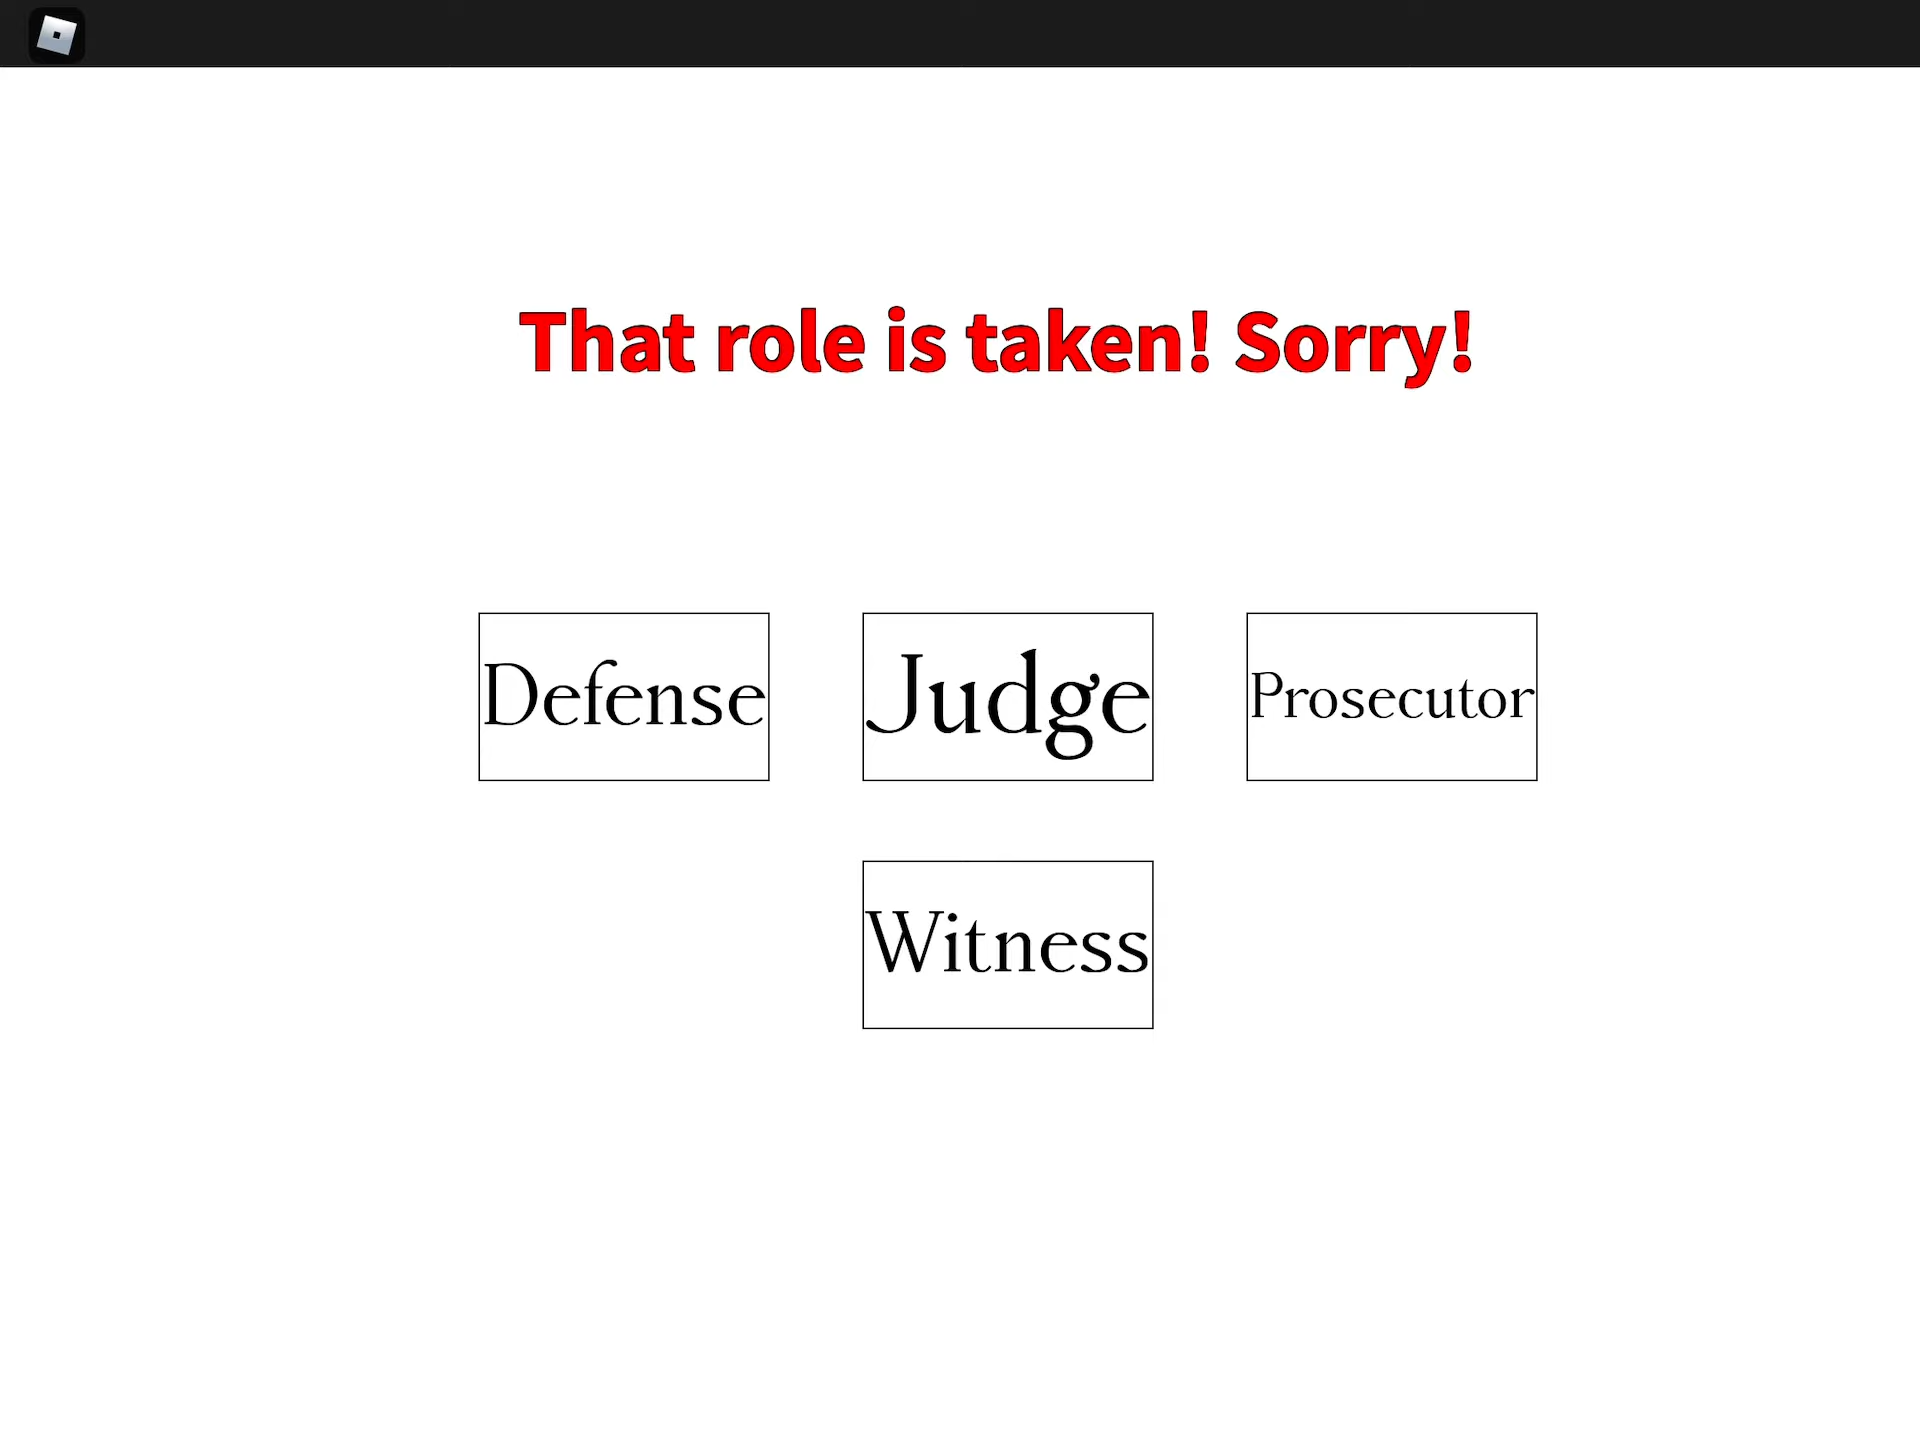 That role is taken! Sorry!
Defense
Judge
Prosecutor
Witness